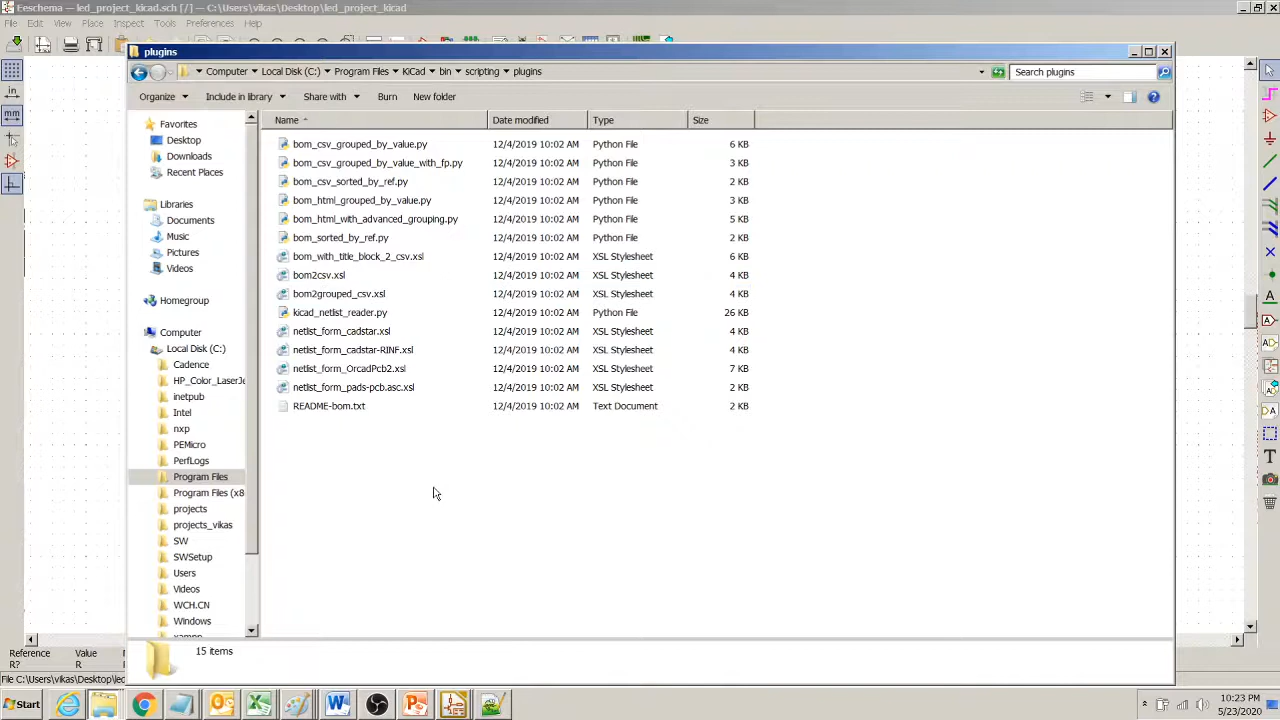 Eeschema — led_project_kicad.sch [/] — C:\Users\vikas\Desktop\led_project_kicad
File Edit View Place Inspect Tools Preferences Help
plugins
Computer Local Disk (C:) Program Files KiCad bin scripting plugins
Search plugins
Organize Include in library Share with Burn New folder
Name Date modified Type Size
bom_csv_grouped_by_value.py 12/4/2019 10:02 AM Python File 6 KB
bom_csv_grouped_by_value_with_fp.py 12/4/2019 10:02 AM Python File 3 KB
bom_csv_sorted_by_ref.py 12/4/2019 10:02 AM Python File 2 KB
bom_html_grouped_by_value.py 12/4/2019 10:02 AM Python File 3 KB
bom_html_with_advanced_grouping.py 12/4/2019 10:02 AM Python File 5 KB
bom_sorted_by_ref.py 12/4/2019 10:02 AM Python File 2 KB
bom_with_title_block_2_csv.xsl 12/4/2019 10:02 AM XSL Stylesheet 6 KB
bom2csv.xsl 12/4/2019 10:02 AM XSL Stylesheet 4 KB
bom2grouped_csv.xsl 12/4/2019 10:02 AM XSL Stylesheet 4 KB
kicad_netlist_reader.py 12/4/2019 10:02 AM Python File 26 KB
netlist_form_cadstar.xsl 12/4/2019 10:02 AM XSL Stylesheet 4 KB
netlist_form_cadstar-RINF.xsl 12/4/2019 10:02 AM XSL Stylesheet 4 KB
netlist_form_OrcadPcb2.xsl 12/4/2019 10:02 AM XSL Stylesheet 7 KB
netlist_form_pads-pcb.asc.xsl 12/4/2019 10:02 AM XSL Stylesheet 2 KB
README-bom.txt 12/4/2019 10:02 AM Text Document 2 KB
Favorites
Desktop
Downloads
Recent Places
Libraries
Documents
Music
Pictures
Videos
Homegroup
Computer
Local Disk (C:)
Cadence
HP_Color_LaserJe
inetpub
Intel
nxp
PEMicro
PerfLogs
Program Files
Program Files (x8
projects
projects_vikas
SW
SWSetup
Users
Videos
WCH.CN
Windows
xampp
15 items
in
mm
Reference Value
R? R
File C:\Users\vikas\Desktop\led
Start
10:23 PM
5/23/2020